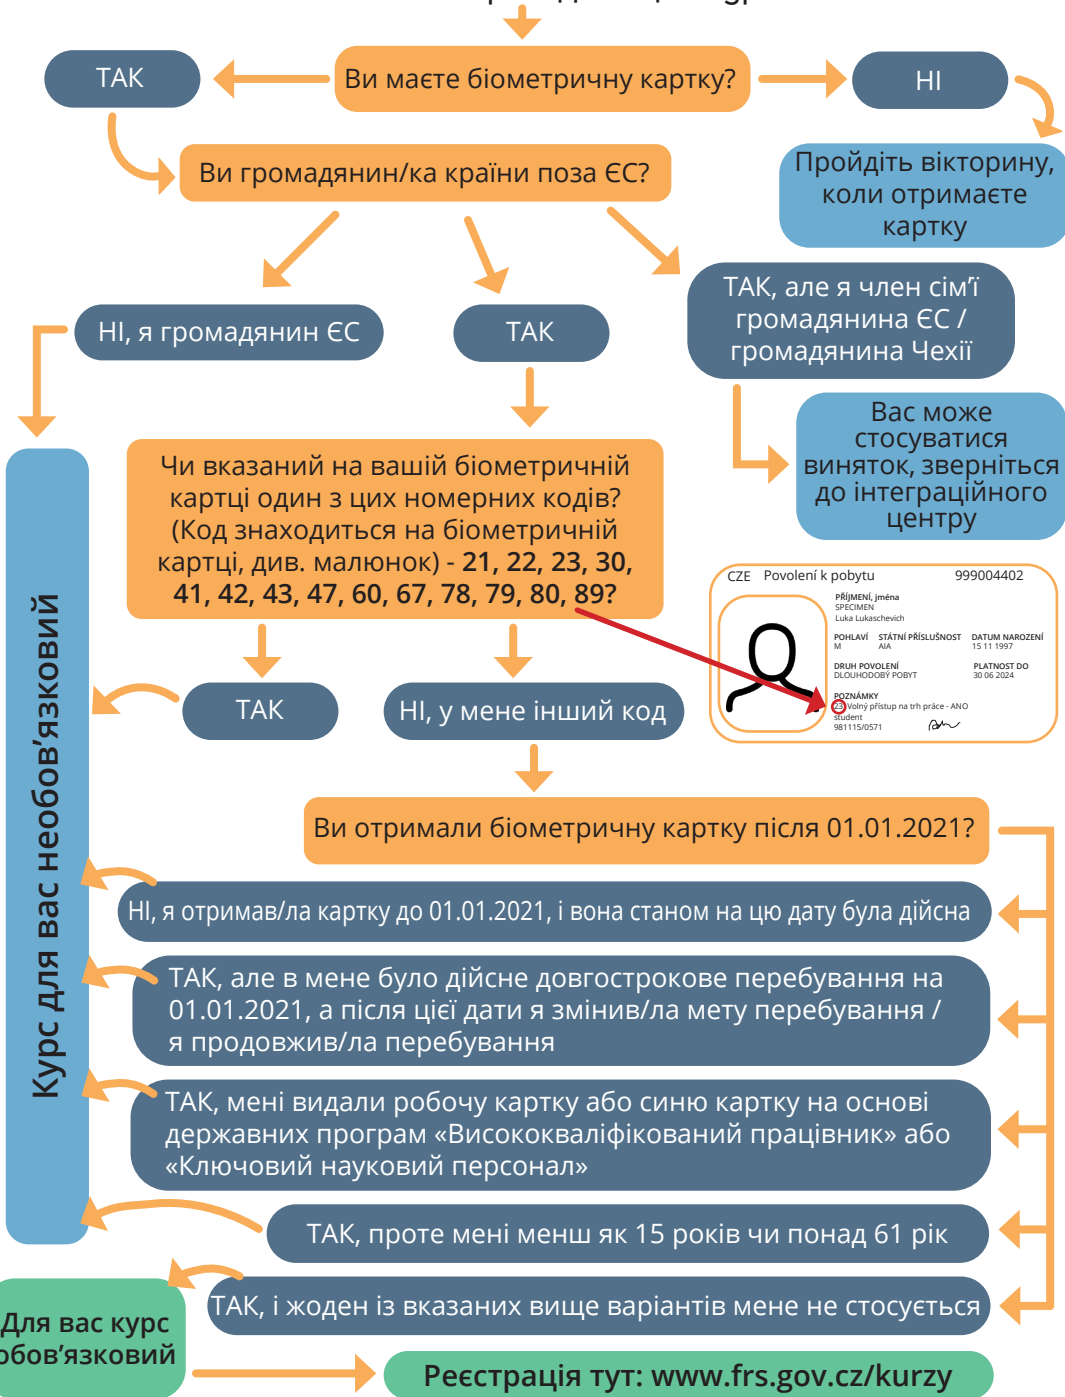 Ви маєте біометричну картку?
ТАК
НІ
Пройдіть вікторину,
коли отримаєте
картку
Ви громадянин/ка країни поза ЄС?
НІ, я громадянин ЄС
ТАК
ТАК, але я член сім’ї
громадянина ЄС /
громадянина Чехії
Вас може
стосуватися
виняток, зверніться
до інтеграційного
центру
Чи вказаний на вашій біометричній
картці один з цих номерних кодів?
(Код знаходиться на біометричній
картці, див. малюнок) - 21, 22, 23, 30,
41, 42, 43, 47, 60, 67, 78, 79, 80, 89?
CZE Povolení k pobytu 999004402
PŘÍJMENÍ, jména
SPECIMEN
Luka Lukaschevich
POHLAVÍ STÁTNÍ PŘÍSLUŠNOST DATUM NAROZENÍ
M AIA 15 11 1997
DRUH POVOLENÍ PLATNOST DO
DLOUHODOBÝ POBYT 30 06 2024
POZNÁMKY
23 Volný přístup na trh práce - ANO
student
981115/0571
ТАК
НІ, у мене інший код
Ви отримали біометричну картку після 01.01.2021?
НІ, я отримав/ла картку до 01.01.2021, і вона станом на цю дату була дійсна
ТАК, але в мене було дійсне довгострокове перебування на
01.01.2021, а після цієї дати я змінив/ла мету перебування /
я продовжив/ла перебування
ТАК, мені видали робочу картку або синю картку на основі
державних програм «Висококваліфікований працівник» або
«Ключовий науковий персонал»
ТАК, проте мені менш як 15 років чи понад 61 рік
ТАК, і жоден із вказаних вище варіантів мене не стосується
Курс для вас необов’язковий
Для вас курс
обов’язковий
Реєстрація тут: www.frs.gov.cz/kurzy